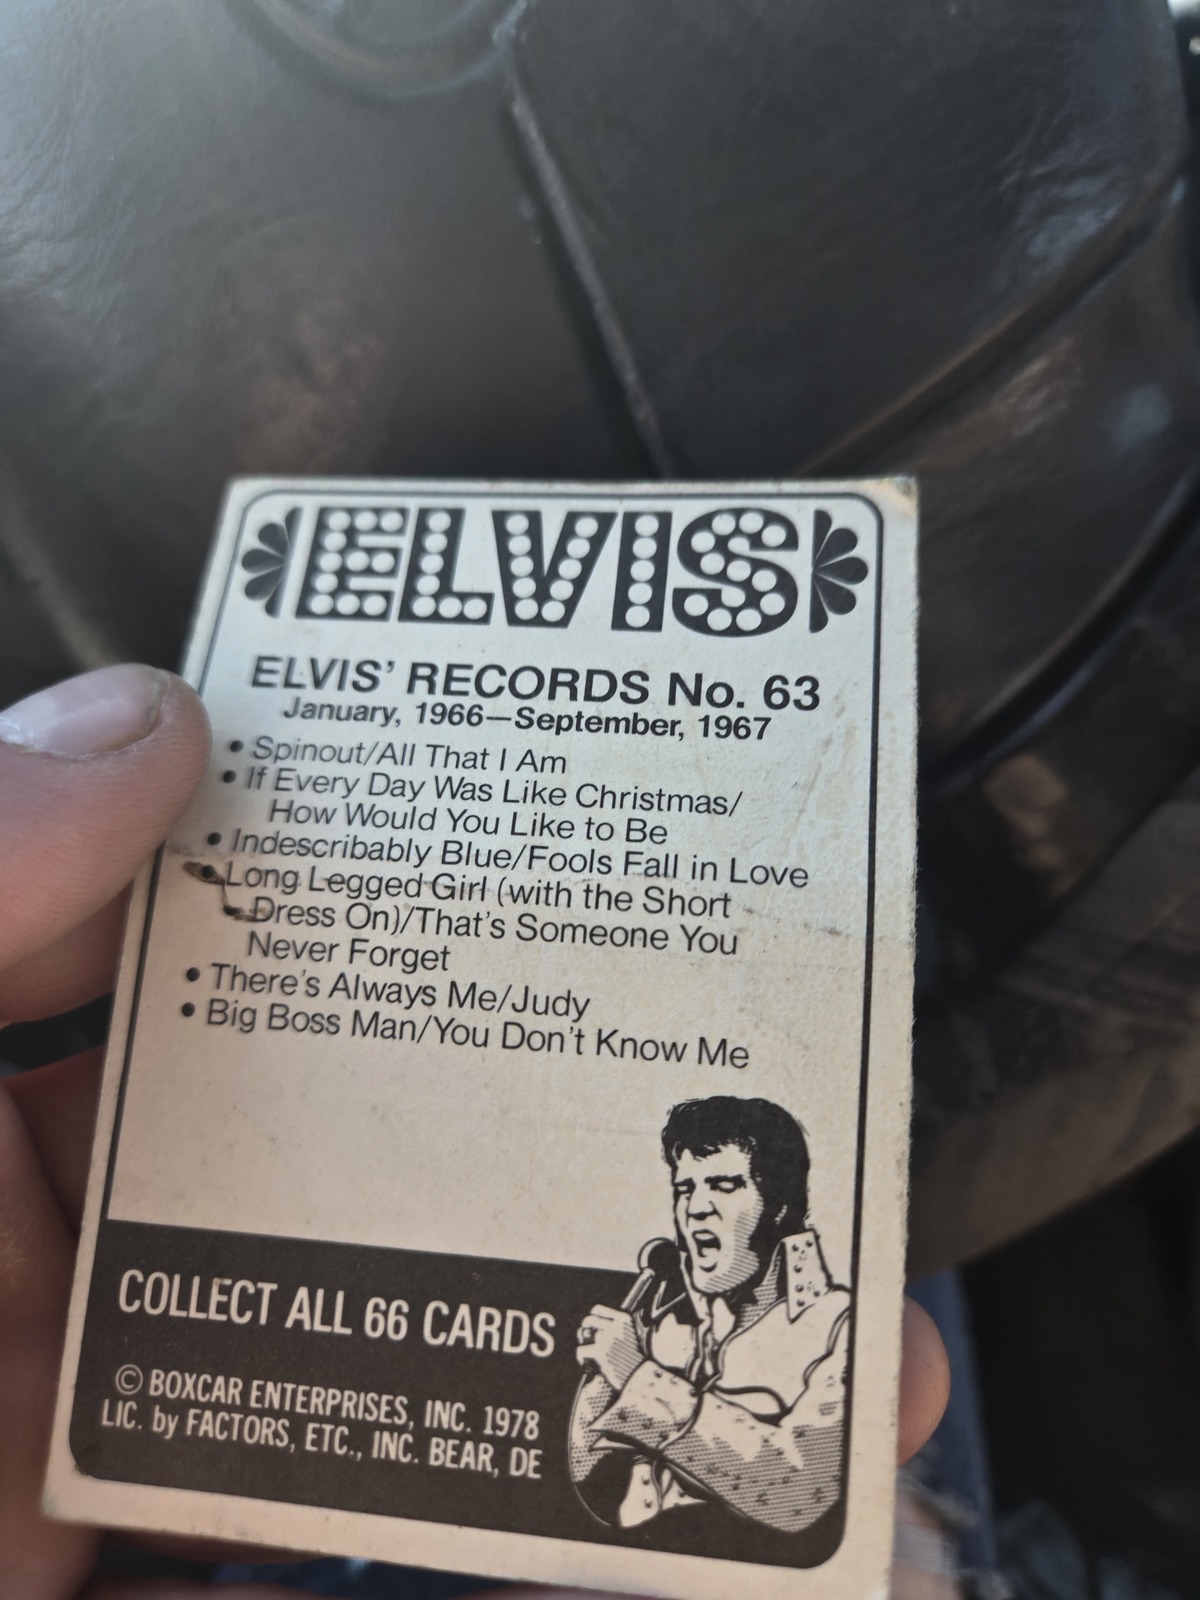 ELVIS
ELVIS' RECORDS No. 63
January, 1966—September, 1967
• Spinout/All That I Am
• If Every Day Was Like Christmas/
How Would You Like to Be
• Indescribably Blue/Fools Fall in Love
• Long Legged Girl (with the Short
Dress On)/That's Someone You
Never Forget
• There's Always Me/Judy
• Big Boss Man/You Don't Know Me
COLLECT ALL 66 CARDS
© BOXCAR ENTERPRISES, INC. 1978
LIC. by FACTORS, ETC., INC. BEAR, DE